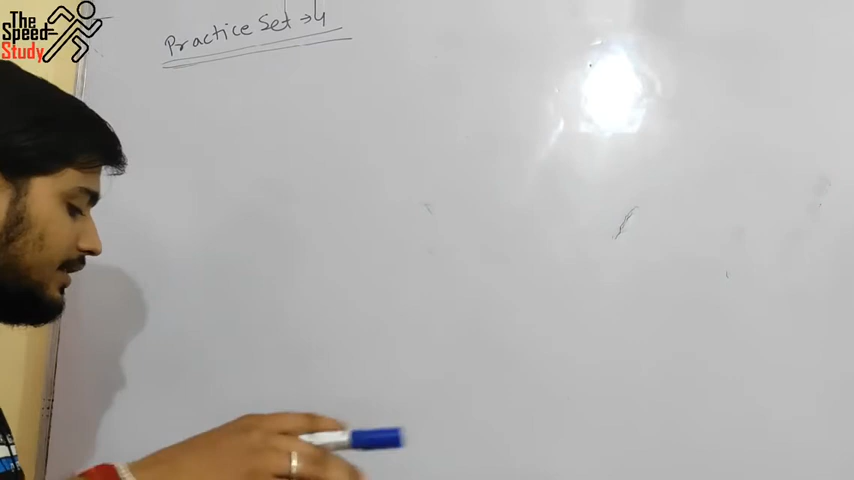 The
Speed
Study
Practice Set → 4